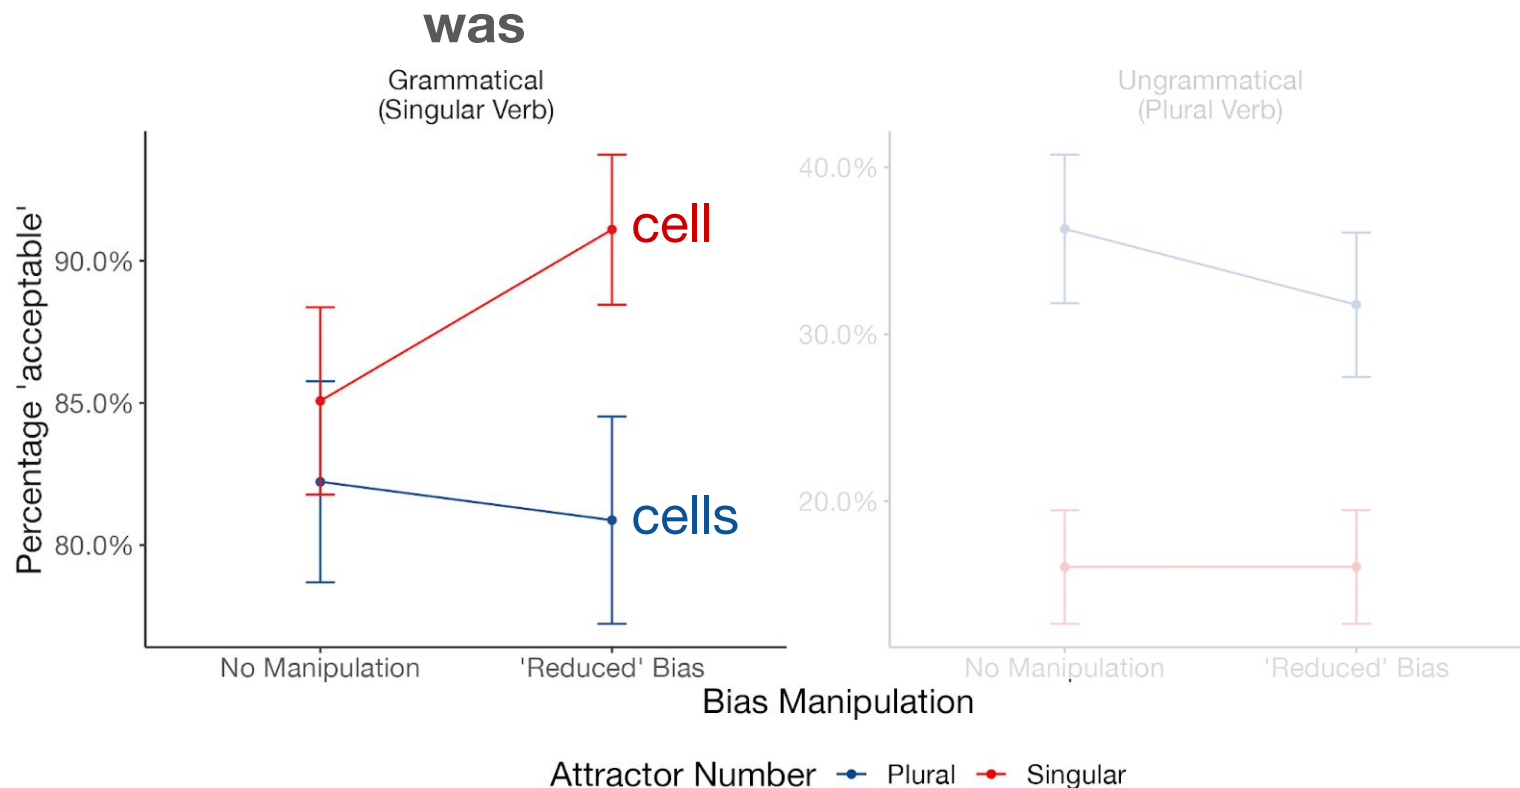 was
Grammatical
(Singular Verb)
Ungrammatical
(Plural Verb)
Percentage 'acceptable'
90.0%
85.0%
80.0%
cell
cells
40.0%
30.0%
20.0%
No Manipulation 'Reduced' Bias
No Manipulation 'Reduced' Bias
Bias Manipulation
Attractor Number Plural Singular